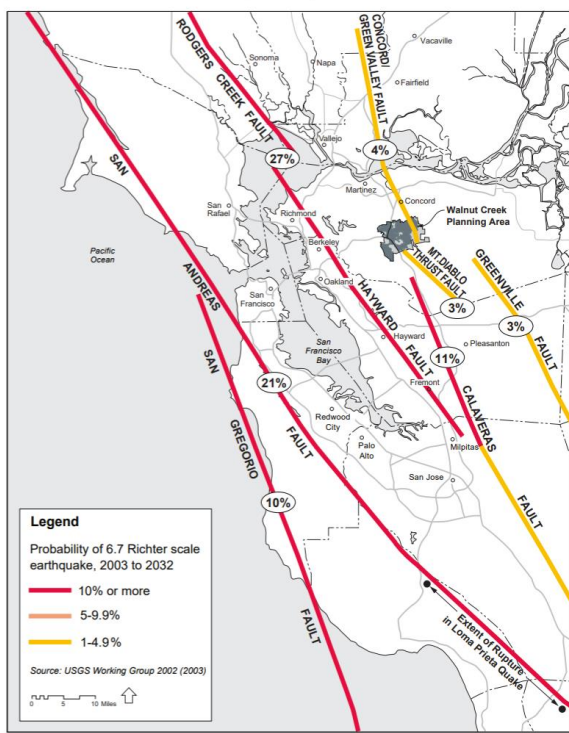 CONCORD/
GREEN VALLEY FAULT
Vacaville
RODGERS
CREEK FAULT
Sonoma
Napa
Fairfield
Vallejo
4%
27%
SAN
Martinez
Concord
San
Rafael
Richmond
Walnut Creek
Planning Area
Berkeley
MT. DIABLO
THRUST FAULT
GREENVILLE
Pacific
Ocean
ANDREAS
Oakland
HAYWARD
San
Francisco
3%
3%
FAULT
SAN
San
Francisco
Bay
Hayward
FAULT
Pleasanton
11%
21%
Fremont
CALAVERAS
Redwood
City
GREGORIO
FAULT
Palo
Alto
Milpitas
San Jose
FAULT
10%
Legend
Probability of 6.7 Richter scale
earthquake, 2003 to 2032
10% or more
5-9.9%
1-4.9%
Source: USGS Working Group 2002 (2003)
0 5 10 Miles
FAULT
Extent of Rupture
in Loma Prieta Quake